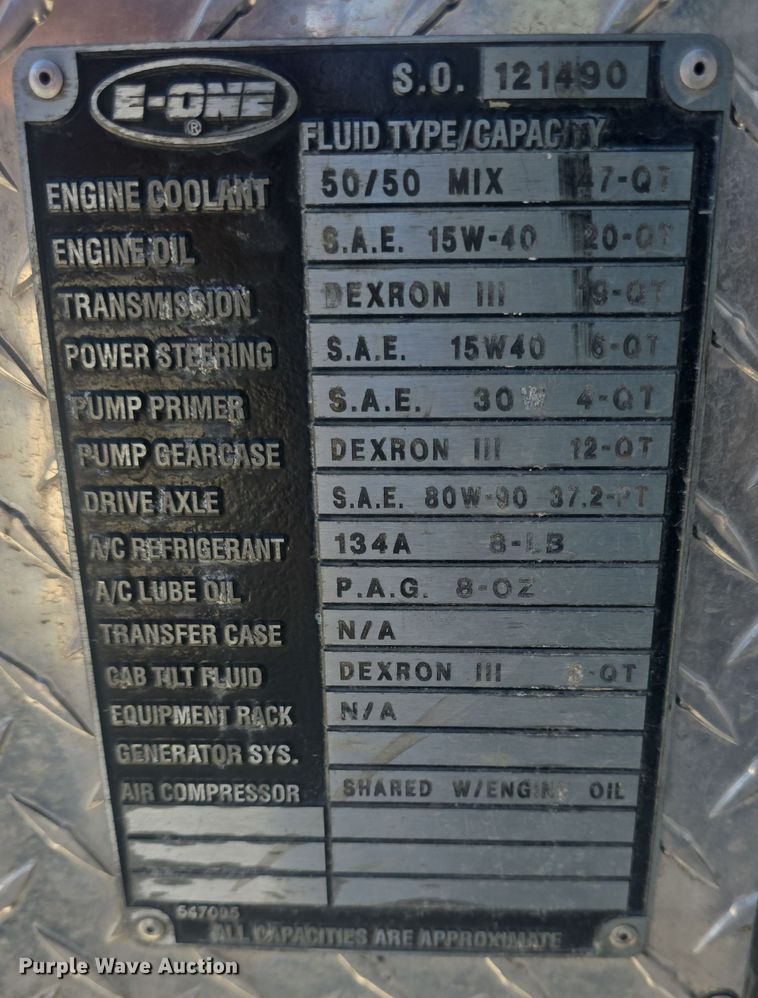 E-ONE ® S.O. 121490
FLUID TYPE/CAPACITY
ENGINE COOLANT 50/50 MIX 47-QT
ENGINE OIL S.A.E. 15W-40 20-QT
TRANSMISSION DEXRON III 19-QT
POWER STEERING S.A.E. 15W40 6-QT
PUMP PRIMER S.A.E. 30W 4-QT
PUMP GEARCASE DEXRON III 12-QT
DRIVE AXLE S.A.E. 80W-90 37.2-PT
A/C REFRIGERANT 134A 8-LB
A/C LUBE OIL P.A.G. 8-OZ
TRANSFER CASE N/A
CAB TILT FLUID DEXRON III
EQUIPMENT RACK N/A
GENERATOR SYS.
AIR COMPRESSOR SHARED W/ENGINE OIL
ALL CAPACITIES ARE APPROXIMATE
Purple Wave Auction